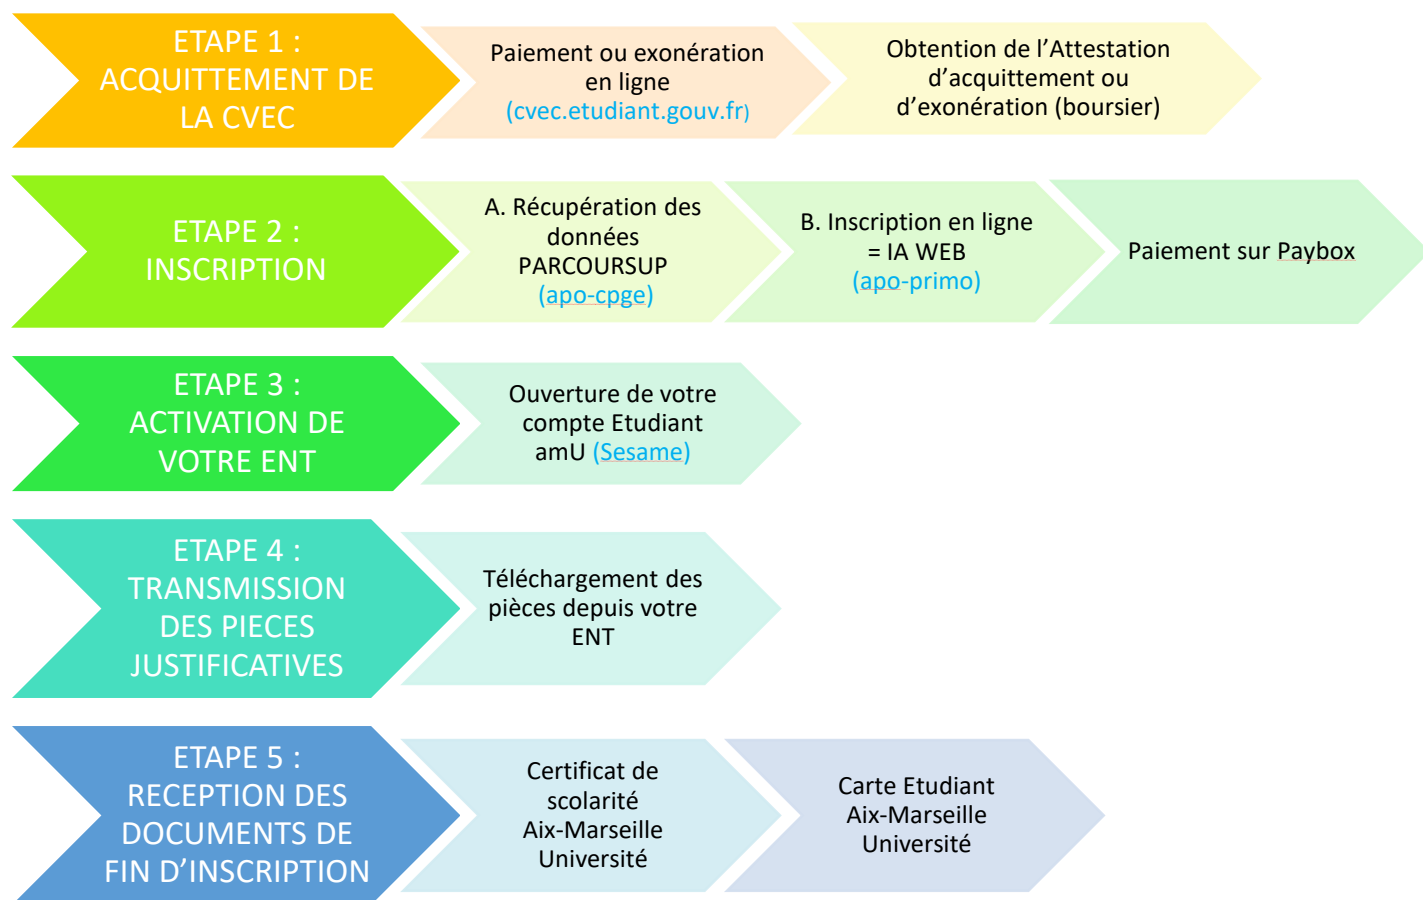 ETAPE 1 :
ACQUITTEMENT DE
LA CVEC
Paiement ou exonération
en ligne
(cvec.etudiant.gouv.fr)
Obtention de l’Attestation
d’acquittement ou
d’exonération (boursier)
ETAPE 2 :
INSCRIPTION
A. Récupération des
données
PARCOURSUP
(apo-cpge)
B. Inscription en ligne
= IA WEB
(apo-primo)
Paiement sur Paybox
ETAPE 3 :
ACTIVATION DE
VOTRE ENT
Ouverture de votre
compte Etudiant
amU (Sesame)
ETAPE 4 :
TRANSMISSION
DES PIECES
JUSTIFICATIVES
Téléchargement des
pièces depuis votre
ENT
ETAPE 5 :
RECEPTION DES
DOCUMENTS DE
FIN D’INSCRIPTION
Certificat de
scolarité
Aix-Marseille
Université
Carte Etudiant
Aix-Marseille
Université